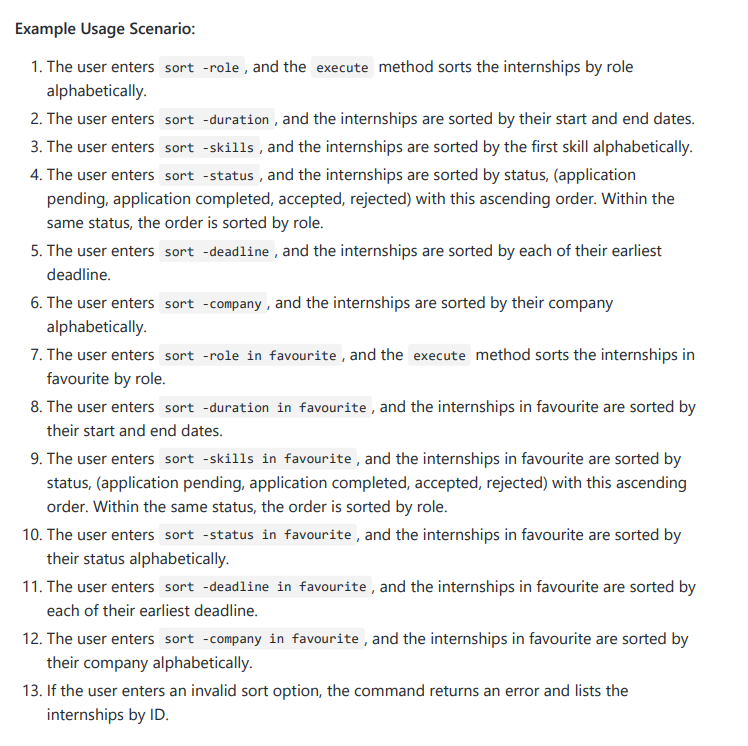 Example Usage Scenario:
1. The user enters sort -role , and the execute method sorts the internships by role
alphabetically.
2. The user enters sort -duration , and the internships are sorted by their start and end dates.
3. The user enters sort -skills , and the internships are sorted by the first skill alphabetically.
4. The user enters sort -status , and the internships are sorted by status, (application
pending, application completed, accepted, rejected) with this ascending order. Within the
same status, the order is sorted by role.
5. The user enters sort -deadline , and the internships are sorted by each of their earliest
deadline.
6. The user enters sort -company , and the internships are sorted by their company
alphabetically.
7. The user enters sort -role in favourite , and the execute method sorts the internships in
favourite by role.
8. The user enters sort -duration in favourite , and the internships in favourite are sorted by
their start and end dates.
9. The user enters sort -skills in favourite , and the internships in favourite are sorted by
status, (application pending, application completed, accepted, rejected) with this ascending
order. Within the same status, the order is sorted by role.
10. The user enters sort -status in favourite , and the internships in favourite are sorted by
their status alphabetically.
11. The user enters sort -deadline in favourite , and the internships in favourite are sorted by
each of their earliest deadline.
12. The user enters sort -company in favourite , and the internships in favourite are sorted by
their company alphabetically.
13. If the user enters an invalid sort option, the command returns an error and lists the
internships by ID.